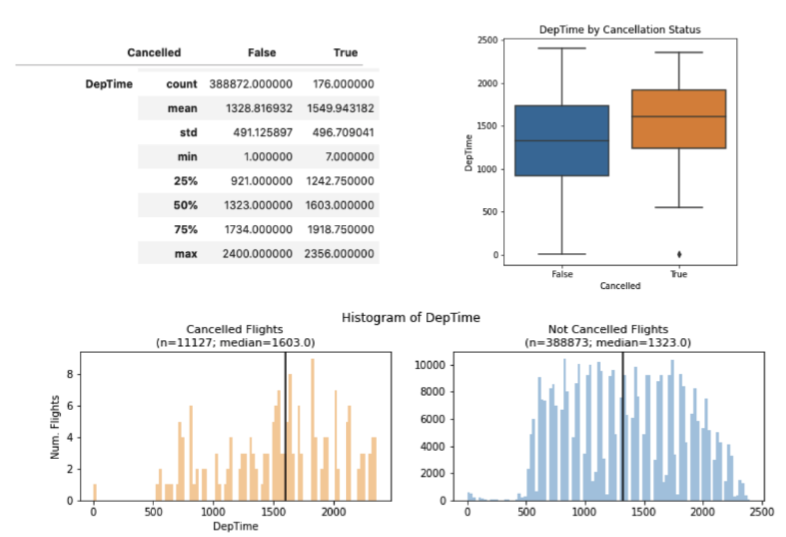 Cancelled False True
DepTime count 388872.000000 176.000000
mean 1328.816932 1549.943182
std 491.125897 496.709041
min 1.000000 7.000000
25% 921.000000 1242.750000
50% 1323.000000 1603.000000
75% 1734.000000 1918.750000
max 2400.000000 2356.000000
DepTime by Cancellation Status
2500
2000
1500
1000
500
0
DepTime
False True
Cancelled
Histogram of DepTime
Cancelled Flights
(n=11127; median=1603.0)
8
6
4
2
0
Num. Flights
0 500 1000 1500 2000
DepTime
Not Cancelled Flights
(n=388873; median=1323.0)
10000
8000
6000
4000
2000
0
0 500 1000 1500 2000 2500